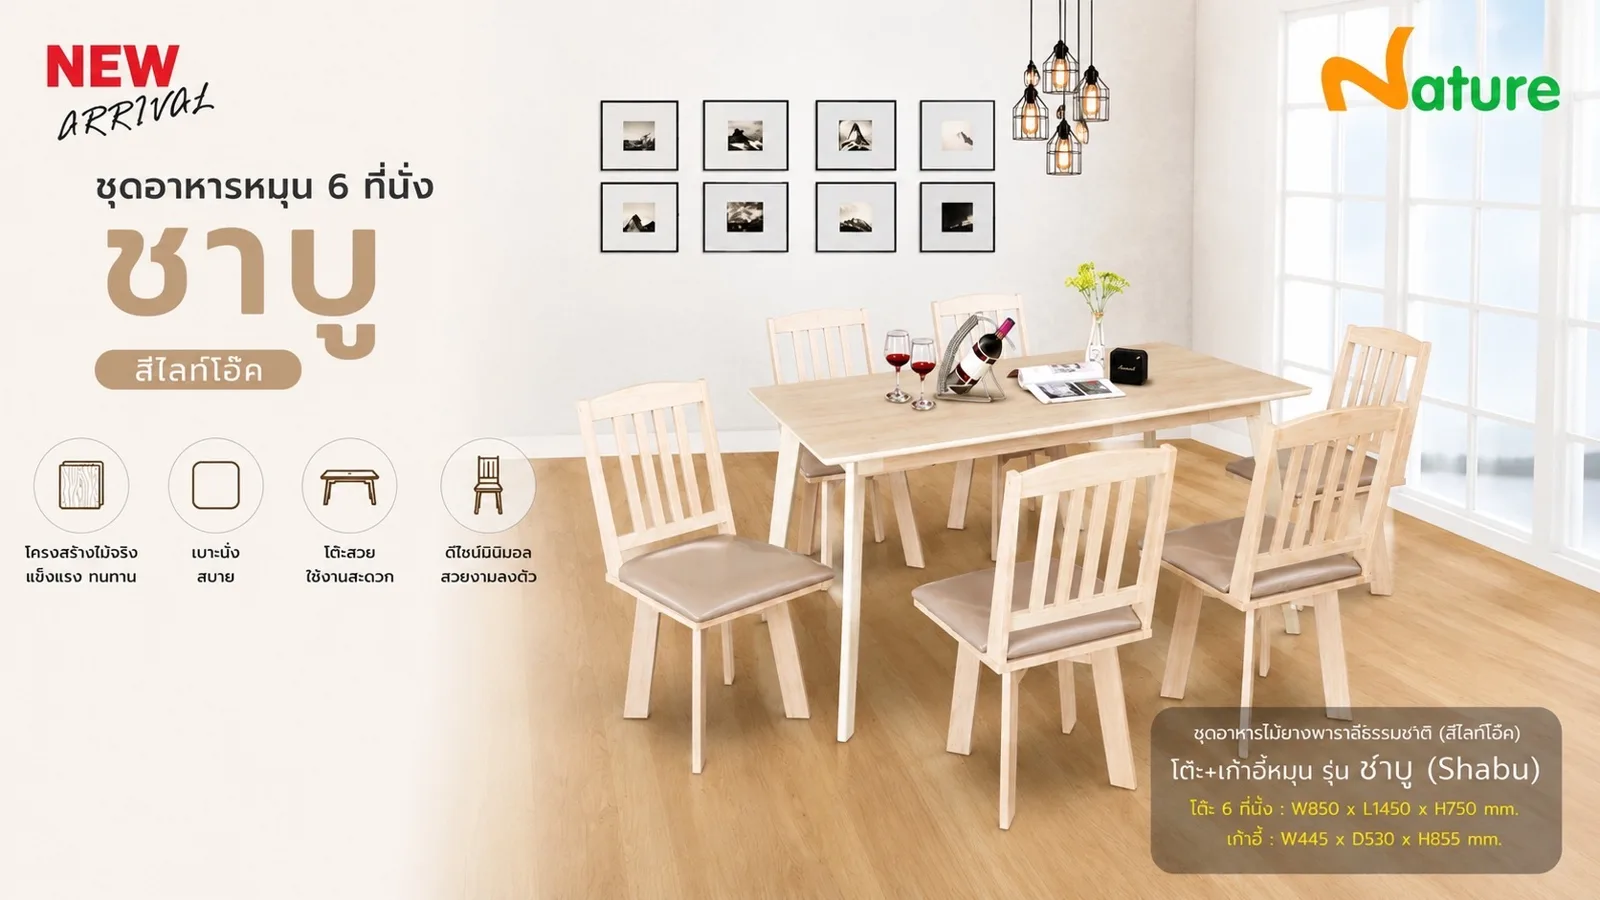 NEW
ARRIVAL
Nature
ชุดอาหารหมุน 6 ที่นั่ง
ชาบู
สีไลท์โอ๊ค
โครงสร้างไม้จริง
แข็งแรง ทนทาน
เบาะนั่ง
สบาย
โต๊ะสวย
ใช้งานสะดวก
ดีไซน์มินิมอล
สวยงามลงตัว
ชุดอาหารไม้ยางพาราสีธรรมชาติ (สีไลท์โอ๊ค)
โต๊ะ+เก้าอี้หมุน รุ่น ชาบู (Shabu)
โต๊ะ 6 ที่นั่ง : W850 x L1450 x H750 mm.
เก้าอี้ : W445 x D530 x H855 mm.